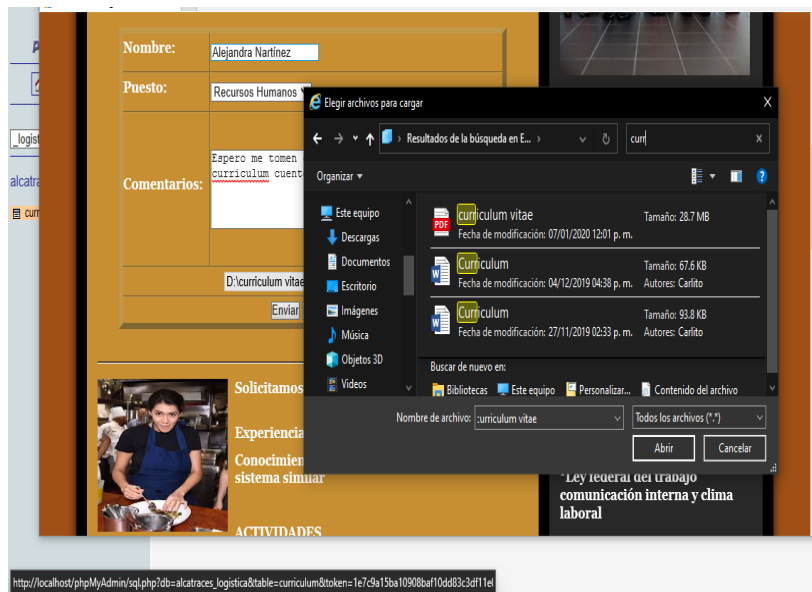 Nombre:
Alejandra Nartínez
Puesto:
Recursos Humanos
Comentarios:
Espero me tomen
curriculum
D:\curriculum vitae
Enviar
_logist
alcatra
curr
Elegir archivos para cargar
X
Resultados de la búsqueda en E...
curr
Organizar
Este equipo
Descargas
Documentos
Escritorio
Imágenes
Música
Objetos 3D
Videos
curriculum vitae
Tamaño: 28.7 MB
PDF
Fecha de modificación: 07/01/2020 12:01 p. m.
Curriculum
Tamaño: 67.6 KB
Fecha de modificación: 04/12/2019 04:38 p. m.
Autores: Carlito
Curriculum
Tamaño: 93.8 KB
Fecha de modificación: 27/11/2019 02:33 p. m.
Autores: Carlito
Buscar de nuevo en:
Bibliotecas
Este equipo
Personalizar...
Contenido del archivo
Nombre de archivo:
curriculum vitae
Todos los archivos (*.*)
Abrir
Cancelar
Solicitamos
Experiencia
sistema similar
ACTIVIDADES
*Ley federal del trabajo
comunicación interna y clima
laboral
http://localhost/phpMyAdmin/sql.php?db=alcatraces_logistica&table=curriculum&token=1e7c9a15ba10908baf10dd83c3df11e